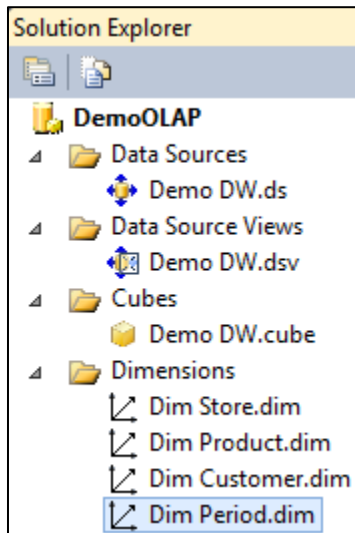 Solution Explorer
DemoOLAP
Data Sources
Demo DW.ds
Data Source Views
Demo DW.dsv
Cubes
Demo DW.cube
Dimensions
Dim Store.dim
Dim Product.dim
Dim Customer.dim
Dim Period.dim